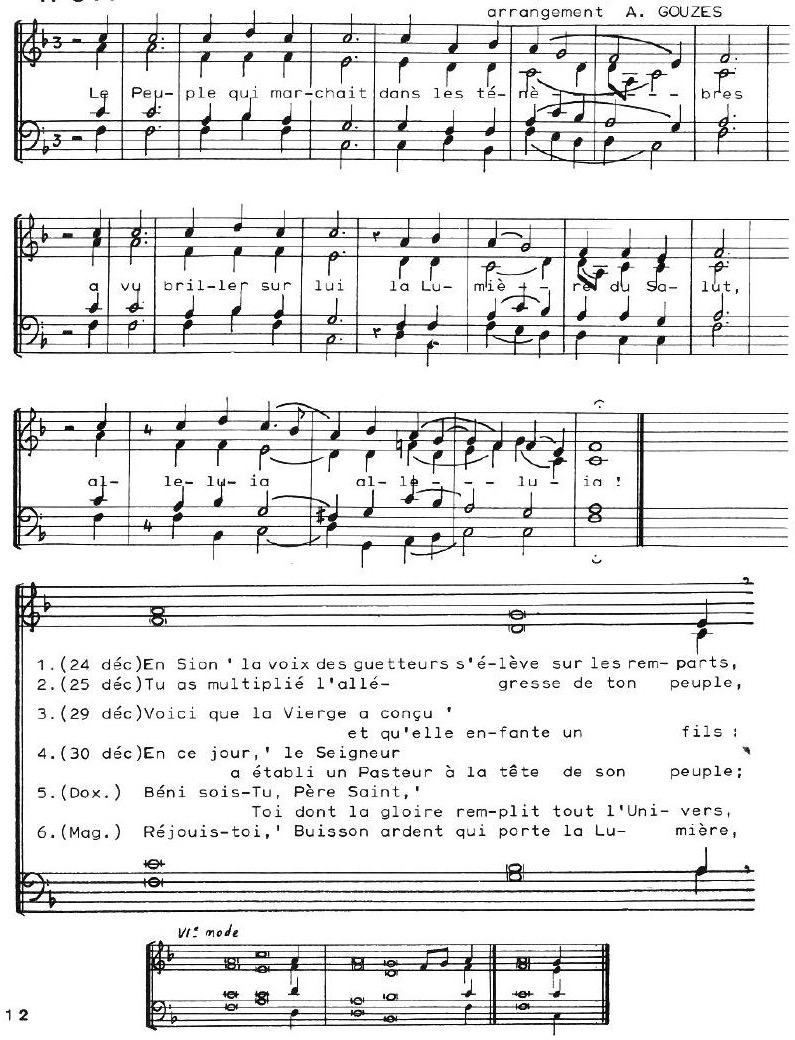 arrangement A. GOUZES
Le Peu- ple qui mar-chait dans les té- nè - - - - - bres
a vu bril-ler sur lui la Lu- miè - - re du Sa- lut,
al- le- lu- ia al- lé - - - lu - ia !
1.(24 déc)En Sion ' la voix des guetteurs s'é-lève sur les rem- parts,
2.(25 déc)Tu as multiplié l'allé- gresse de ton peuple,
3.(29 déc)Voici que la Vierge a conçu '
et qu'elle en-fante un fils :
4.(30 déc)En ce jour,' le Seigneur
a établi un Pasteur à la tête de son peuple;
5.(Dox.) Béni sois-Tu, Père Saint,'
Toi dont la gloire rem-plit tout l'Uni- vers,
6.(Mag.) Réjouis-toi,' Buisson ardent qui porte la Lu- mière,
VIe mode
12